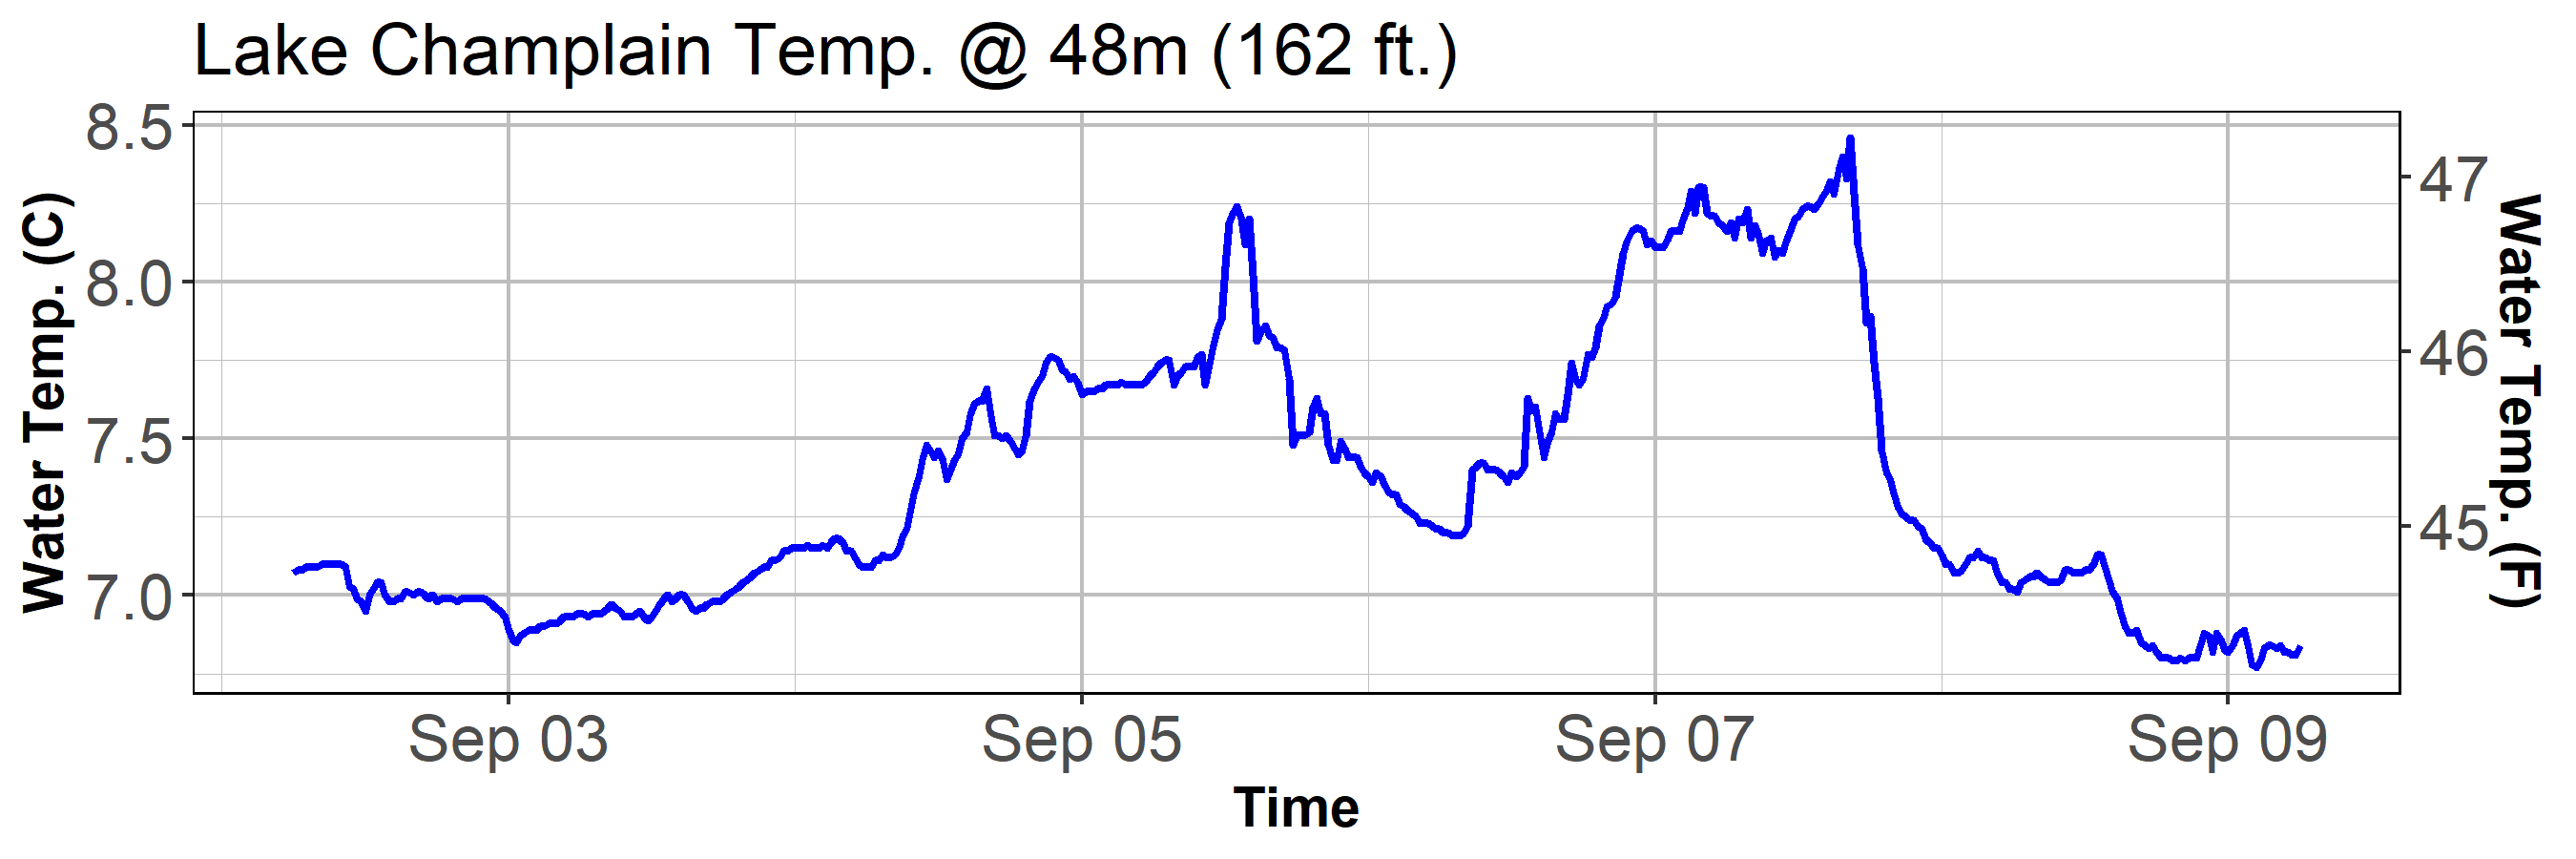 Lake Champlain Temp. @ 48m (162 ft.)
8.5
8.0
7.5
7.0
Water Temp. (C)
47
46
45
Water Temp. (F)
Sep 03
Sep 05
Sep 07
Sep 09
Time